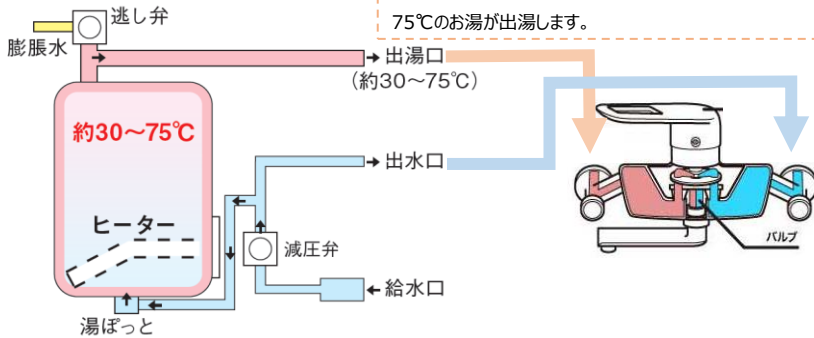 逃し弁
75℃のお湯が出湯します。
膨脹水
出湯口
(約30～75℃)
約30～75℃
出水口
ヒーター
減圧弁
バルブ
給水口
湯ぽっと